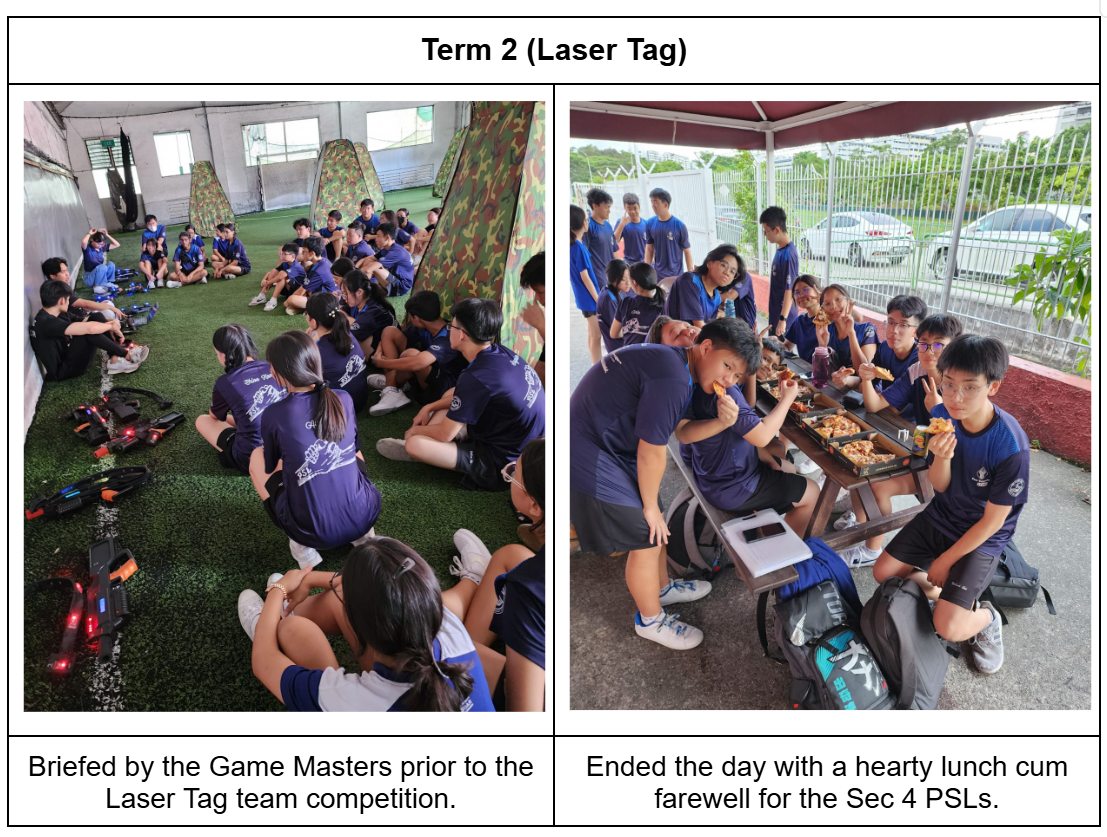 Term 2 (Laser Tag)
Briefed by the Game Masters prior to the
Laser Tag team competition.
Ended the day with a hearty lunch cum
farewell for the Sec 4 PSLs.